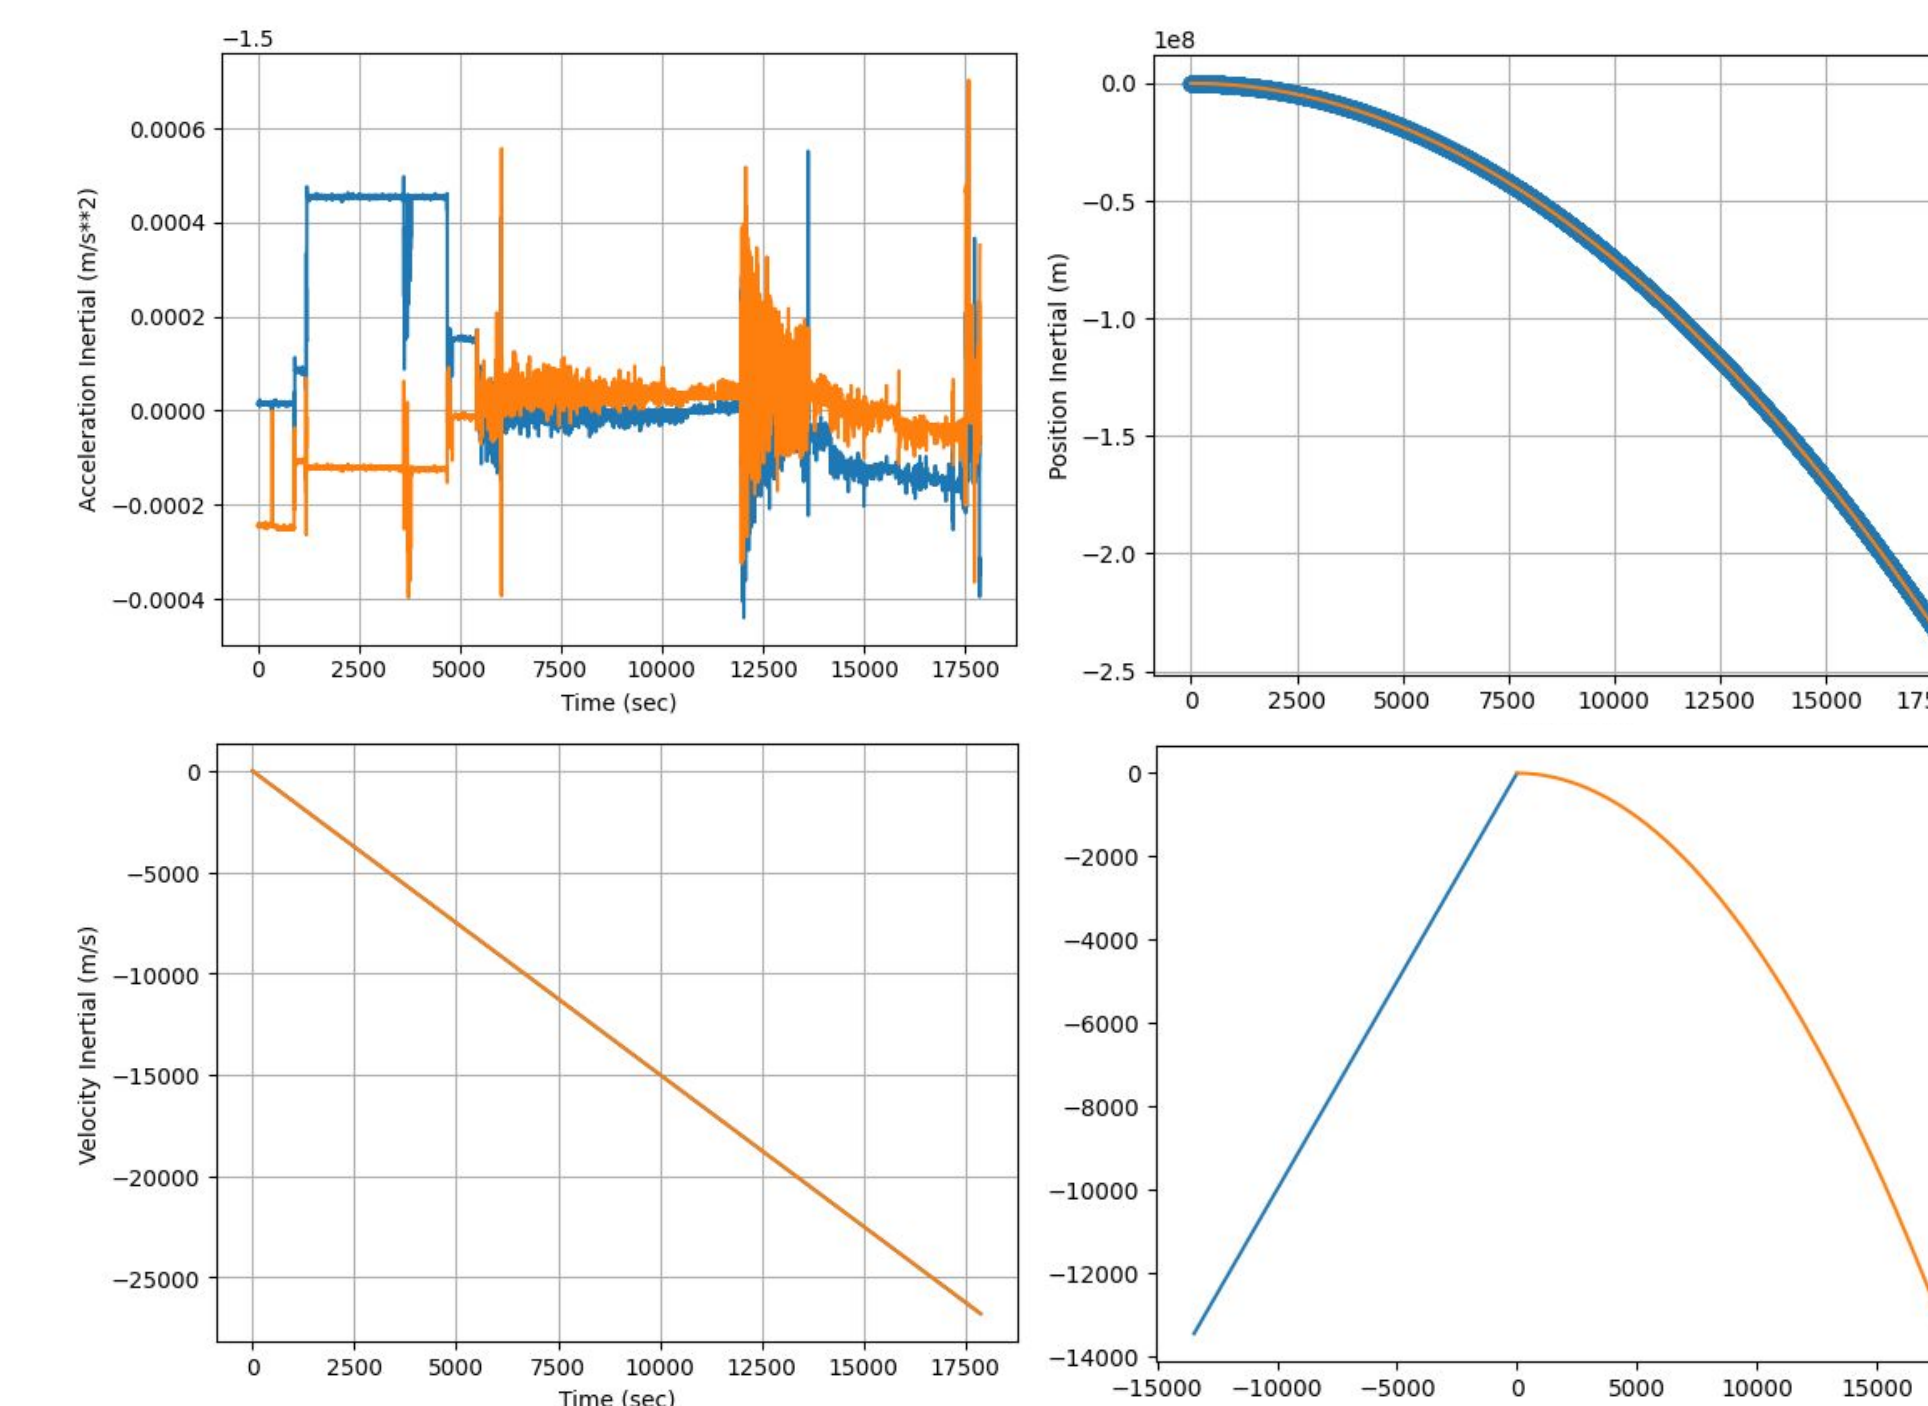 −1.5
Acceleration Inertial (m/s**2)
0.0006
0.0004
0.0002
0.0000
−0.0002
−0.0004
0 2500 5000 7500 10000 12500 15000 17500
Time (sec)
1e8
Position Inertial (m)
0.0
−0.5
−1.0
−1.5
−2.0
−2.5
0 2500 5000 7500 10000 12500 15000 175
Velocity Inertial (m/s)
0
−5000
−10000
−15000
−20000
−25000
0 2500 5000 7500 10000 12500 15000 17500
Time (sec)
0
−2000
−4000
−6000
−8000
−10000
−12000
−14000
−15000 −10000 −5000 0 5000 10000 15000